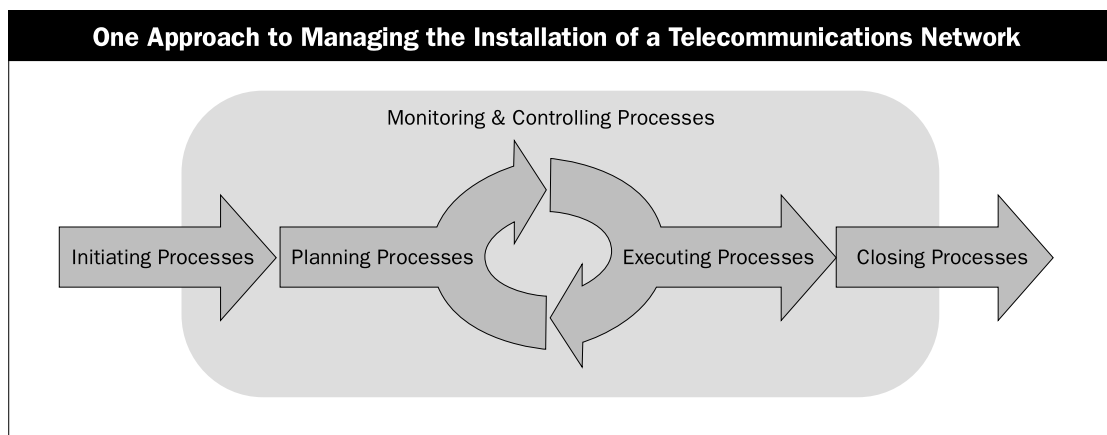 One Approach to Managing the Installation of a Telecommunications Network
Monitoring & Controlling Processes
Initiating Processes
Planning Processes
Executing Processes
Closing Processes